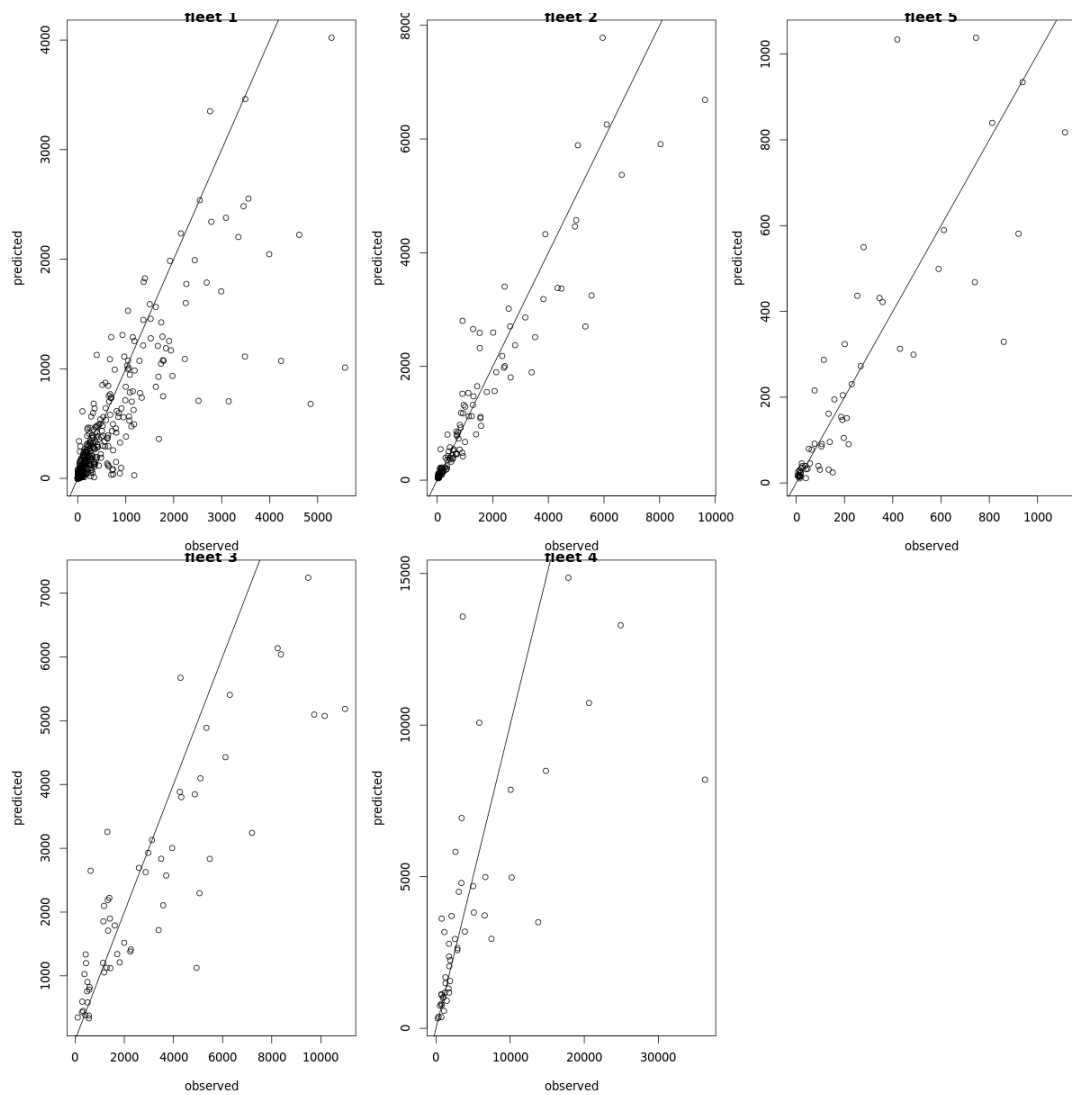 fleet 1
predicted
4000
3000
2000
1000
0
0 1000 2000 3000 4000 5000
observed
fleet 2
predicted
8000
6000
4000
2000
0
0 2000 4000 6000 8000 10000
observed
fleet 5
predicted
1000
800
600
400
200
0
0 200 400 600 800 1000
observed
fleet 3
predicted
7000
6000
5000
4000
3000
2000
1000
0 2000 4000 6000 8000 10000
observed
fleet 4
predicted
15000
10000
5000
0
0 10000 20000 30000
observed